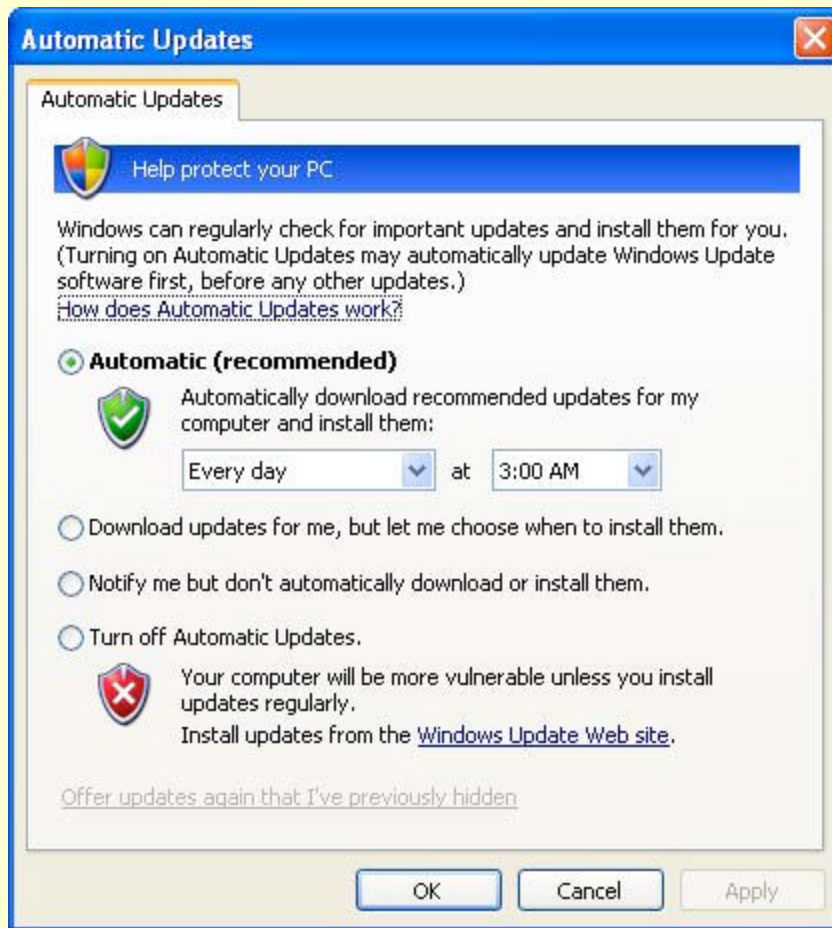 Automatic Updates
Automatic Updates
Help protect your PC
Windows can regularly check for important updates and install them for you.
(Turning on Automatic Updates may automatically update Windows Update
software first, before any other updates.)
How does Automatic Updates work?
Automatic (recommended)
Automatically download recommended updates for my
computer and install them:
Every day at 3:00 AM
Download updates for me, but let me choose when to install them.
Notify me but don't automatically download or install them.
Turn off Automatic Updates.
Your computer will be more vulnerable unless you install
updates regularly.
Install updates from the Windows Update Web site.
Offer updates again that I've previously hidden
OK Cancel Apply